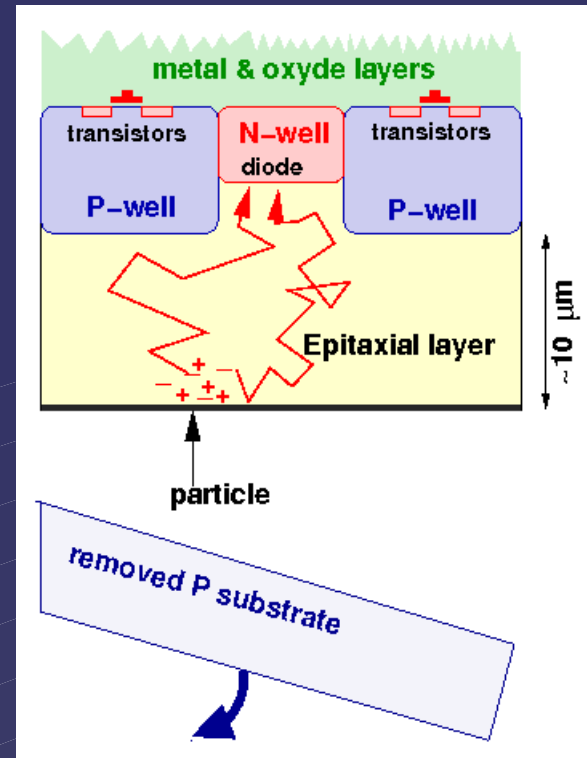 metal & oxyde layers
transistors
N-well
transistors
diode
P-well
P-well
Epitaxial layer
~10 μm
+
-
-
+
+
-
+
particle
removed P substrate